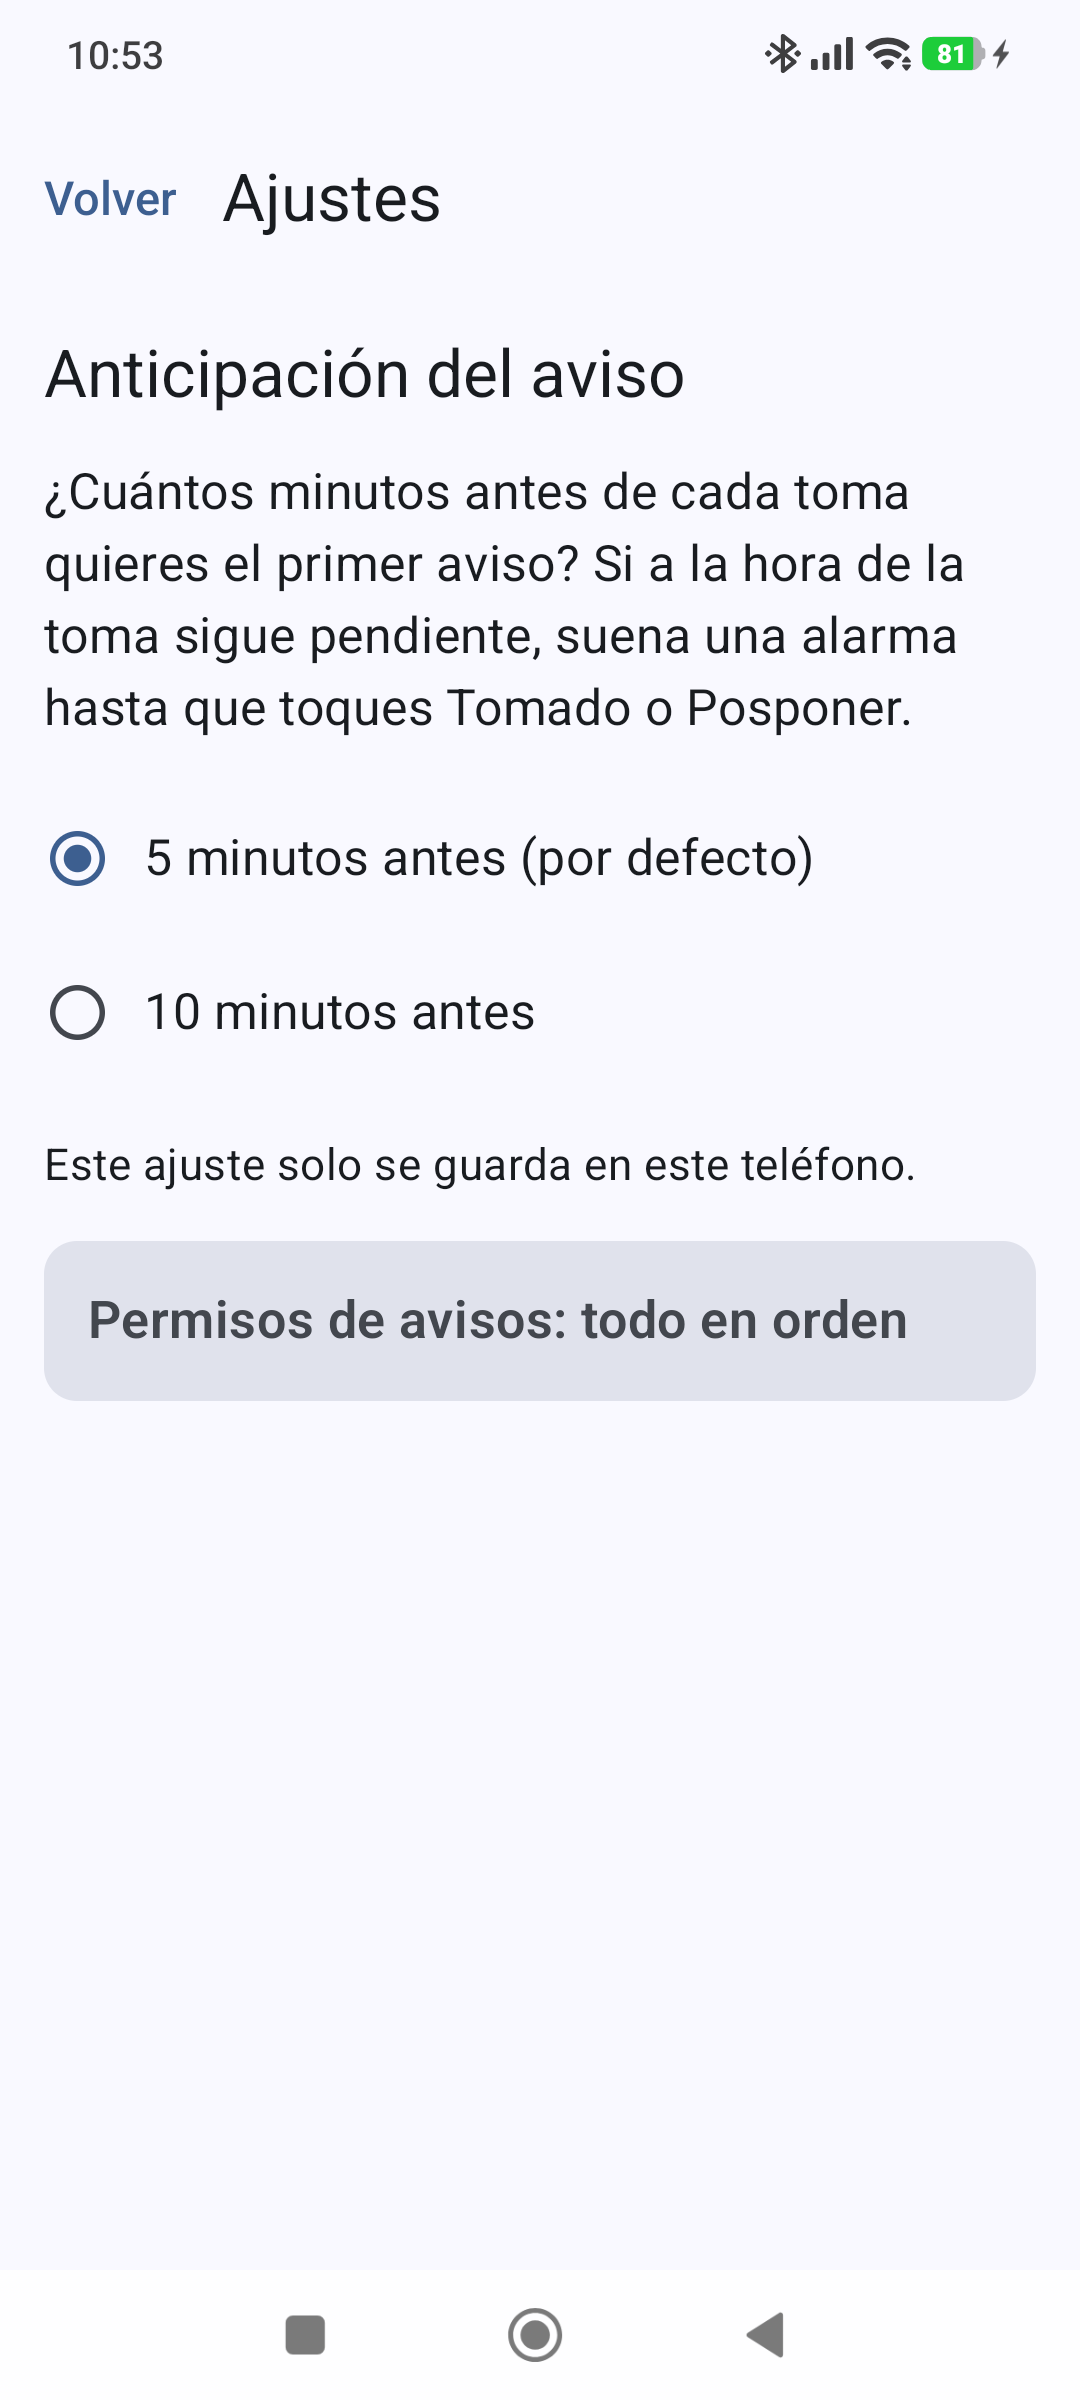 10:53
81
Volver
Ajustes
Anticipación del aviso
¿Cuántos minutos antes de cada toma
quieres el primer aviso? Si a la hora de la
toma sigue pendiente, suena una alarma
hasta que toques Tomado o Posponer.
5 minutos antes (por defecto)
10 minutos antes
Este ajuste solo se guarda en este teléfono.
Permisos de avisos: todo en orden